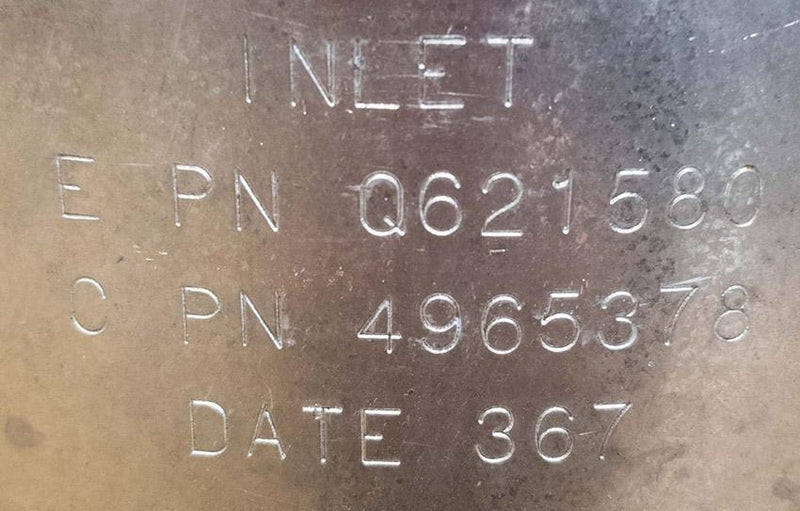 INLET
E PN Q621580
C PN 4965378
DATE 367